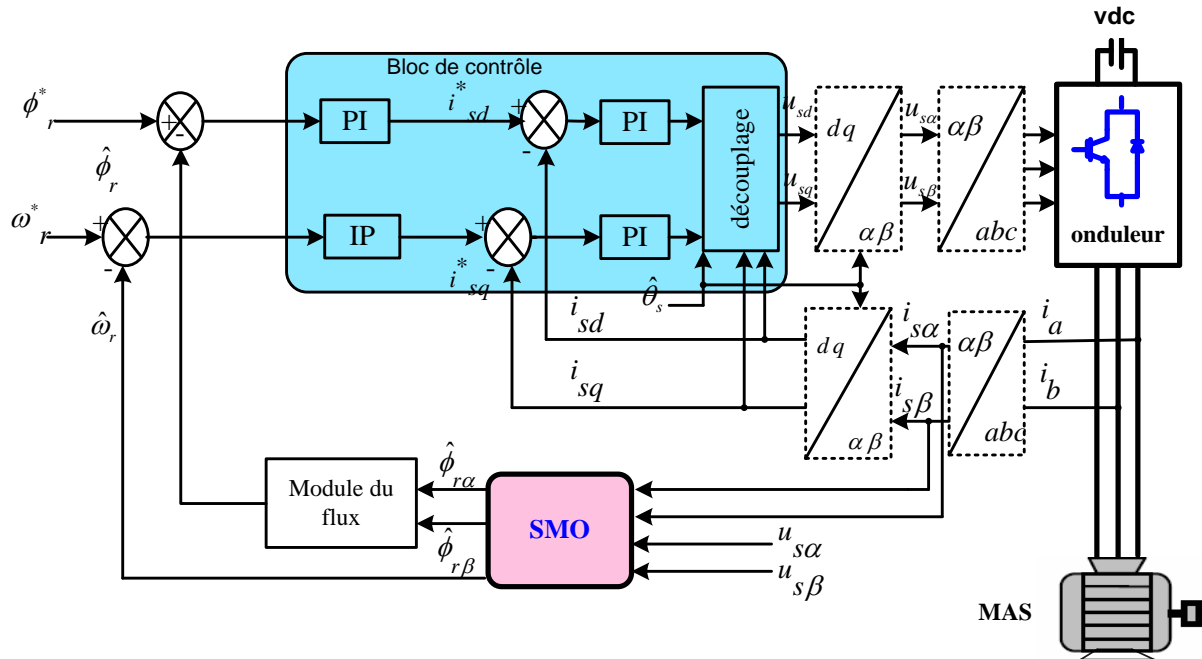 vdc
Bloc de contrôle
ϕ*r
+
-
PI
i*sd
+
-
PI
découplage
usd
usq
dq
αβ
usα
usβ
αβ
abc
onduleur
ϕ̂r
ω*r
+
-
IP
i*sq
+
-
PI
θ̂s
ω̂r
isd
isq
dq
αβ
isα
isβ
αβ
abc
ia
ib
Module du
flux
ϕ̂rα
ϕ̂rβ
SMO
usα
usβ
MAS